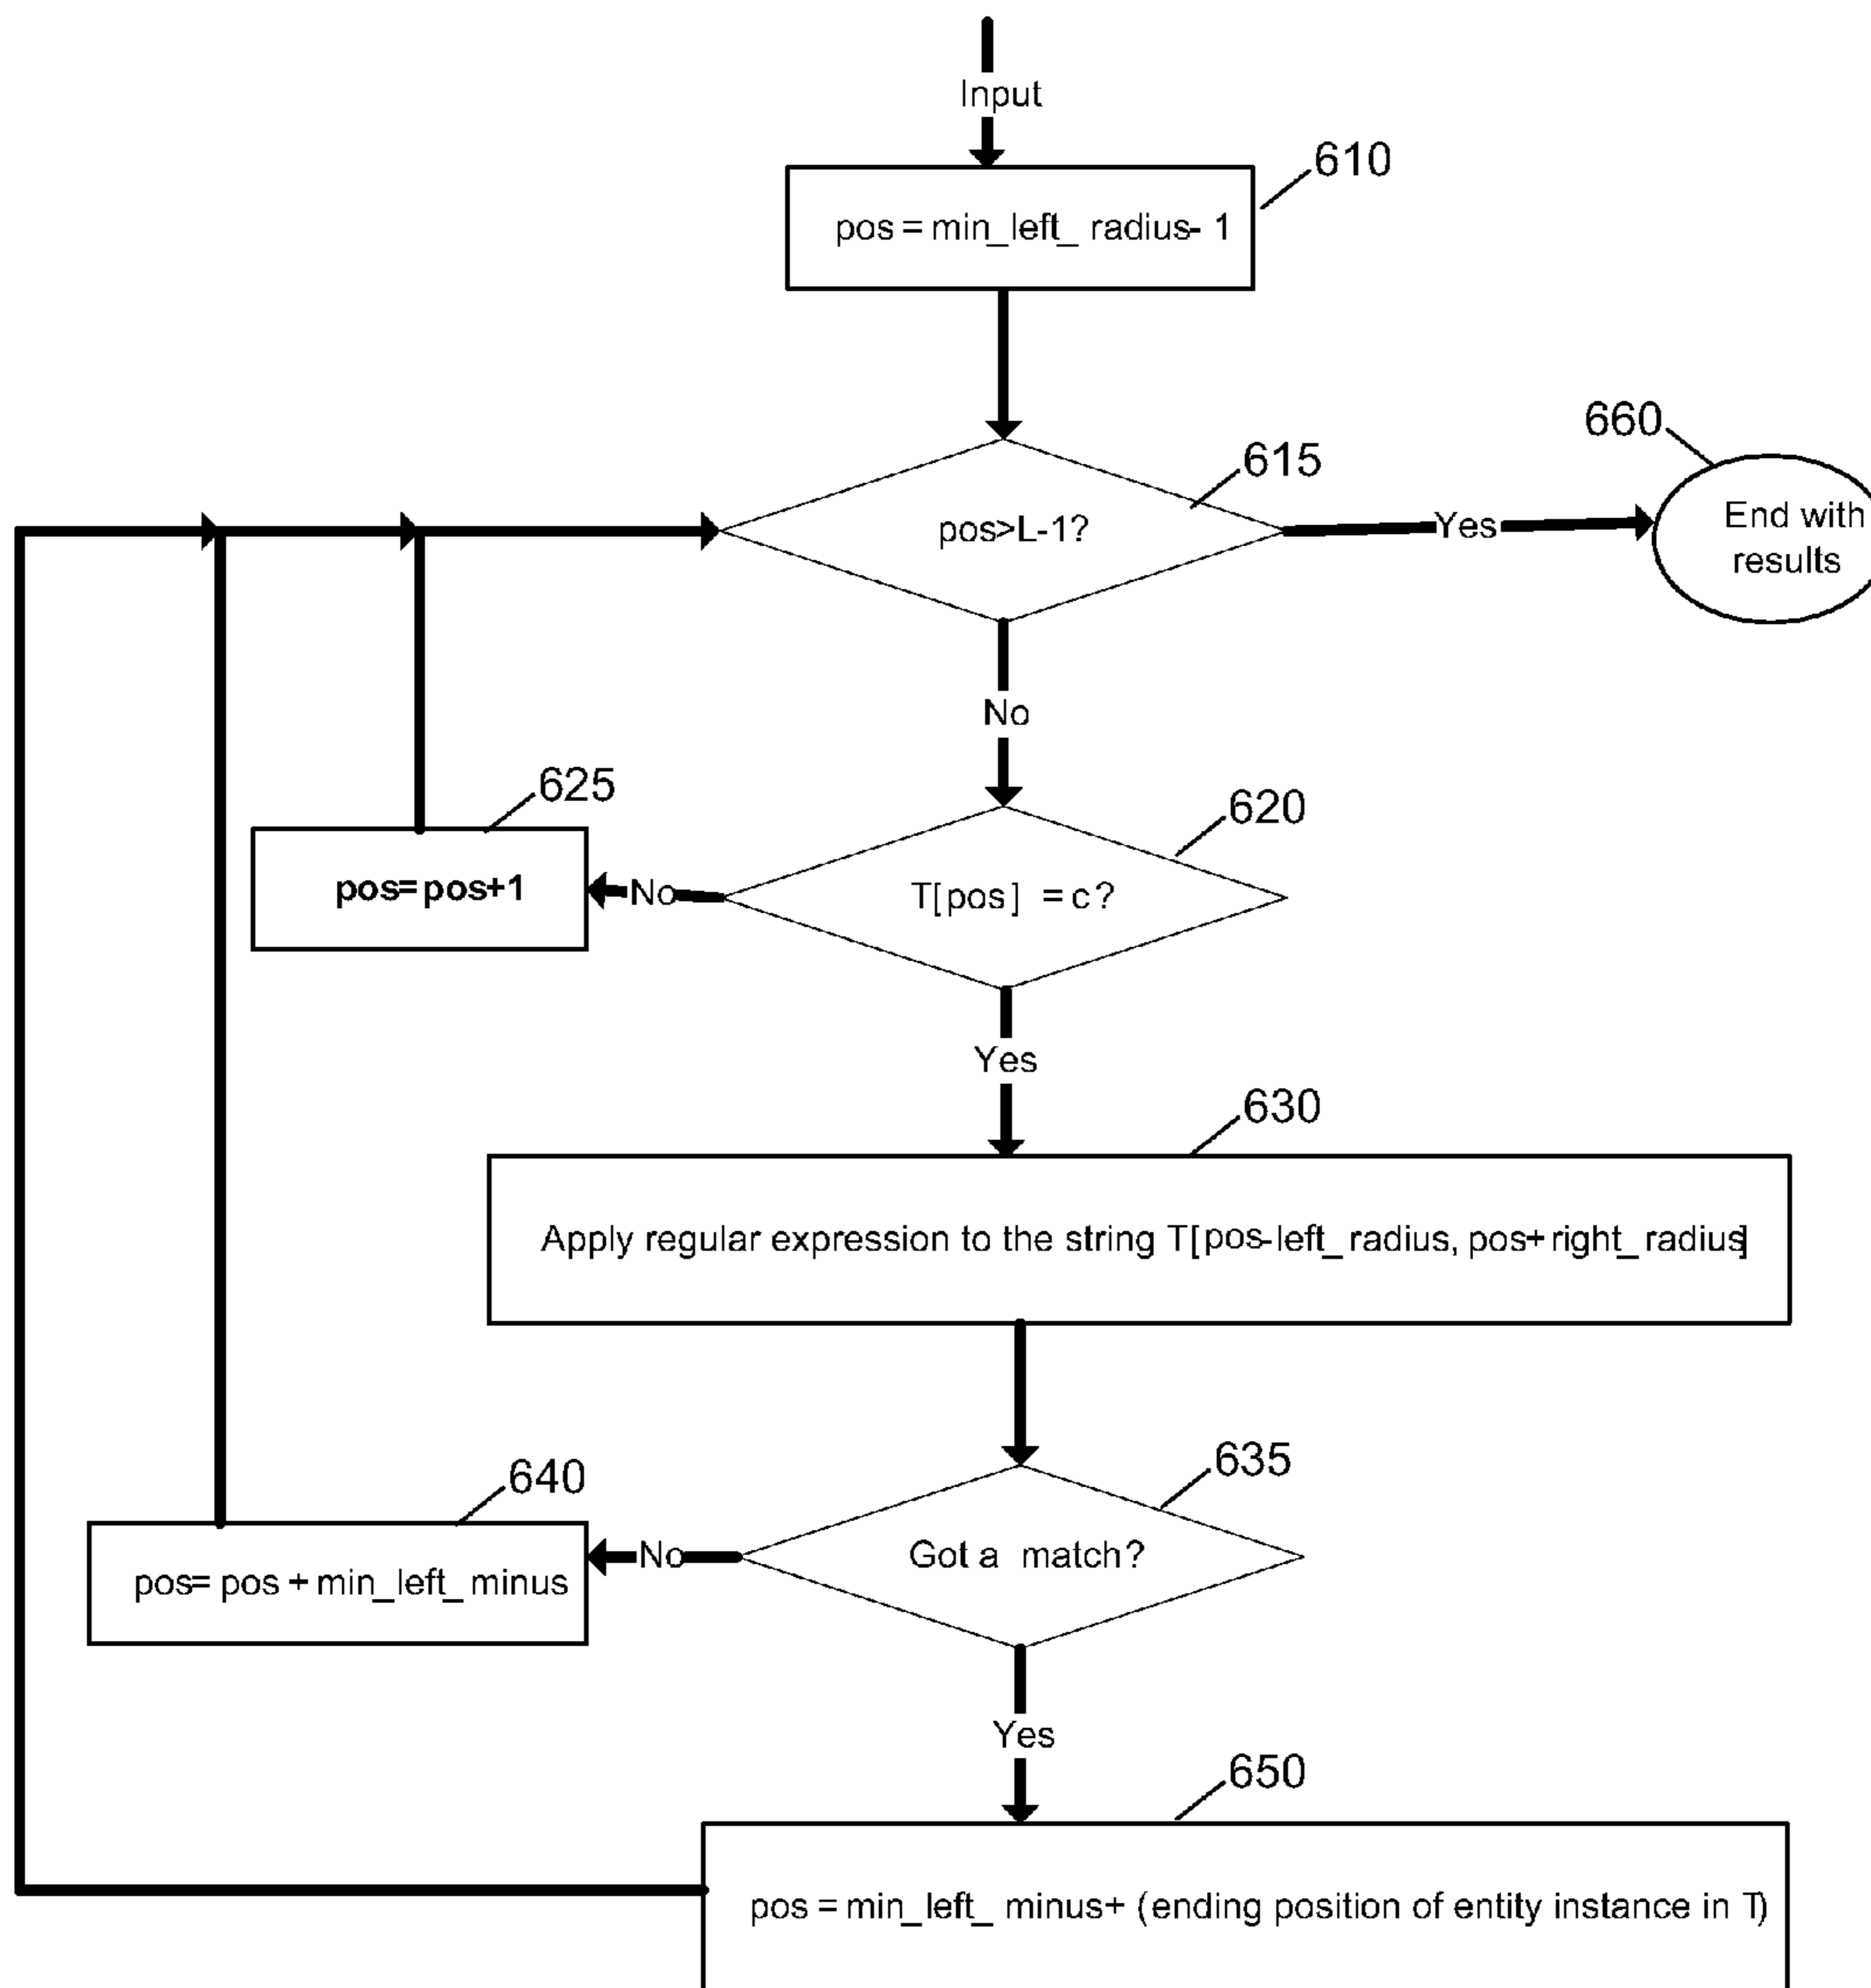 Input
610
pos = min_left_ radius- 1
615
pos>L-1?
660
Yes
End with
results
No
625
pos= pos+1
No
620
T[pos] = c?
Yes
630
Apply regular expression to the string T[pos-left_radius, pos+right_radius]
635
640
Got a match?
No
pos= pos + min_left_minus
Yes
650
pos = min_left_ minus+ (ending position of entity instance in T)